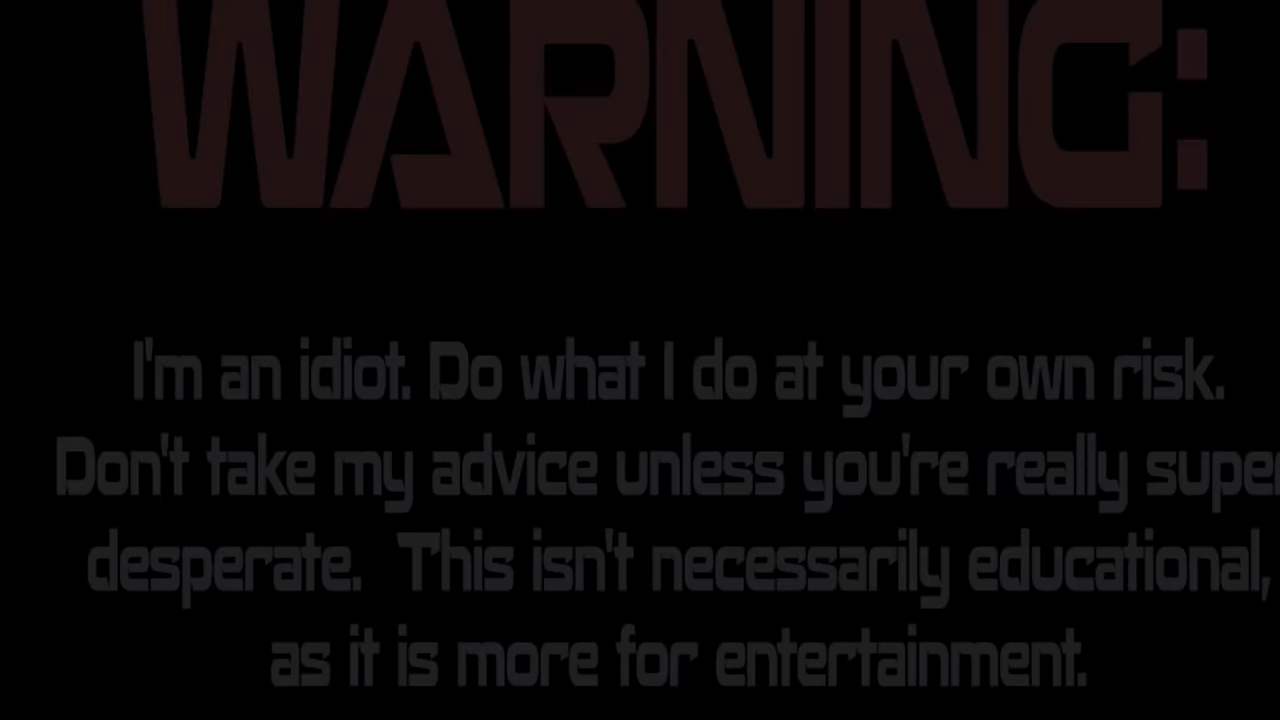 WARNING:
I'm an idiot. Do what I do at your own risk.
Don't take my advice unless you're really super
desperate. This isn't necessarily educational,
as it is more for entertainment.